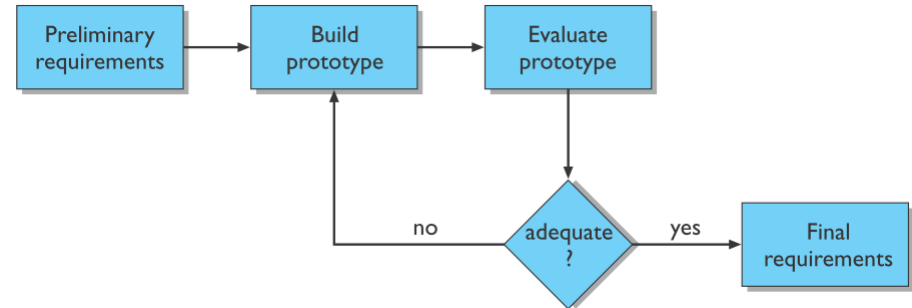 Preliminary
requirements
Build
prototype
Evaluate
prototype
adequate
?
no
yes
Final
requirements